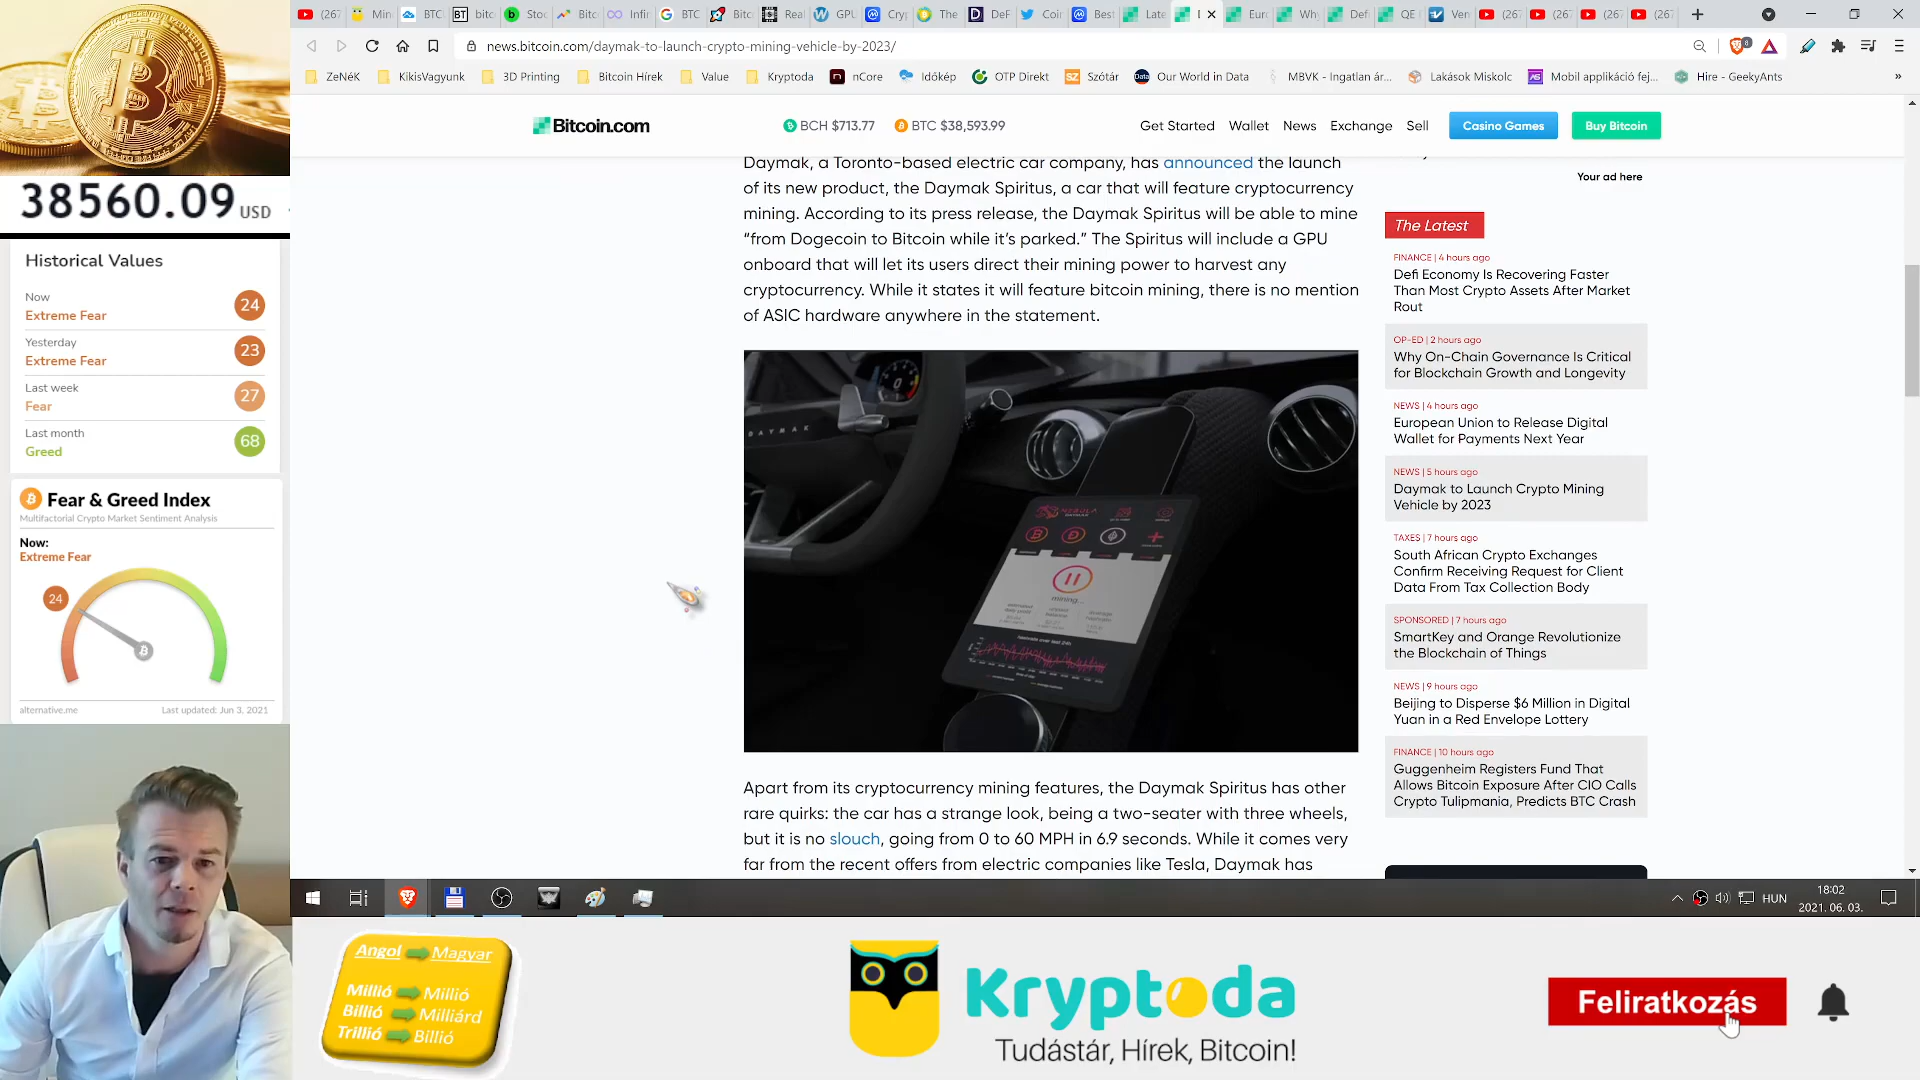 38560.09 USD
Historical Values
Now
Extreme Fear
24
Yesterday
Extreme Fear
23
Last week
Fear
27
Last month
Greed
68
Fear & Greed Index
Multifactorial Crypto Market Sentiment Analysis
Now:
Extreme Fear
24
alternative.me
Last updated: Jun 3, 2021
news.bitcoin.com/daymak-to-launch-crypto-mining-vehicle-by-2023/
ZeNéK
KikisVagyunk
3D Printing
Bitcoin Hírek
Value
Kryptoda
nCore
Időkép
OTP Direkt
Szótár
Our World in Data
MBVK - Ingatlan ár...
Lakások Miskolc
Mobil applikáció fej...
Hire - GeekyAnts
Bitcoin.com
BCH $713.77
BTC $38,593.99
Get Started
Wallet
News
Exchange
Sell
Casino Games
Buy Bitcoin
Daymak, a Toronto-based electric car company, has announced the launch
of its new product, the Daymak Spiritus, a car that will feature cryptocurrency
mining. According to its press release, the Daymak Spiritus will be able to mine
“from Dogecoin to Bitcoin while it’s parked.” The Spiritus will include a GPU
onboard that will let its users direct their mining power to harvest any
cryptocurrency. While it states it will feature bitcoin mining, there is no mention
of ASIC hardware anywhere in the statement.
DAYMAK
NEBULA
mining...
Apart from its cryptocurrency mining features, the Daymak Spiritus has other
rare quirks: the car has a strange look, being a two-seater with three wheels,
but it is no slouch, going from 0 to 60 MPH in 6.9 seconds. While it comes very
far from the recent offers from electric companies like Tesla, Daymak has
Your ad here
The Latest
FINANCE | 4 hours ago
Defi Economy Is Recovering Faster
Than Most Crypto Assets After Market
Rout
OP-ED | 2 hours ago
Why On-Chain Governance Is Critical
for Blockchain Growth and Longevity
NEWS | 4 hours ago
European Union to Release Digital
Wallet for Payments Next Year
NEWS | 5 hours ago
Daymak to Launch Crypto Mining
Vehicle by 2023
TAXES | 7 hours ago
South African Crypto Exchanges
Confirm Receiving Request for Client
Data From Tax Collection Body
SPONSORED | 7 hours ago
SmartKey and Orange Revolutionize
the Blockchain of Things
NEWS | 9 hours ago
Beijing to Disperse $6 Million in Digital
Yuan in a Red Envelope Lottery
FINANCE | 10 hours ago
Guggenheim Registers Fund That
Allows Bitcoin Exposure After CIO Calls
Crypto Tulipmania, Predicts BTC Crash
HUN
18:02
2021. 06. 03.
Angol Magyar
Millió Millió
Billió Milliárd
Trillió Billió
Kryptoda
Tudástár, Hírek, Bitcoin!
Feliratkozás